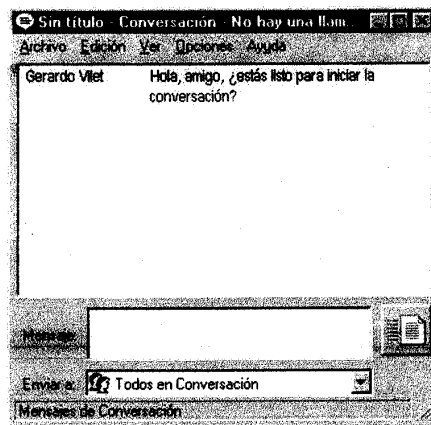 Sin título - Conversación - No hay una llam...
Archivo Edición Ver Opciones Ayuda
Gerardo Vilet Hola, amigo, ¿estás listo para iniciar la
conversación?
Mensaje
Enviar a: Todos en Conversación
Mensajes de Conversación